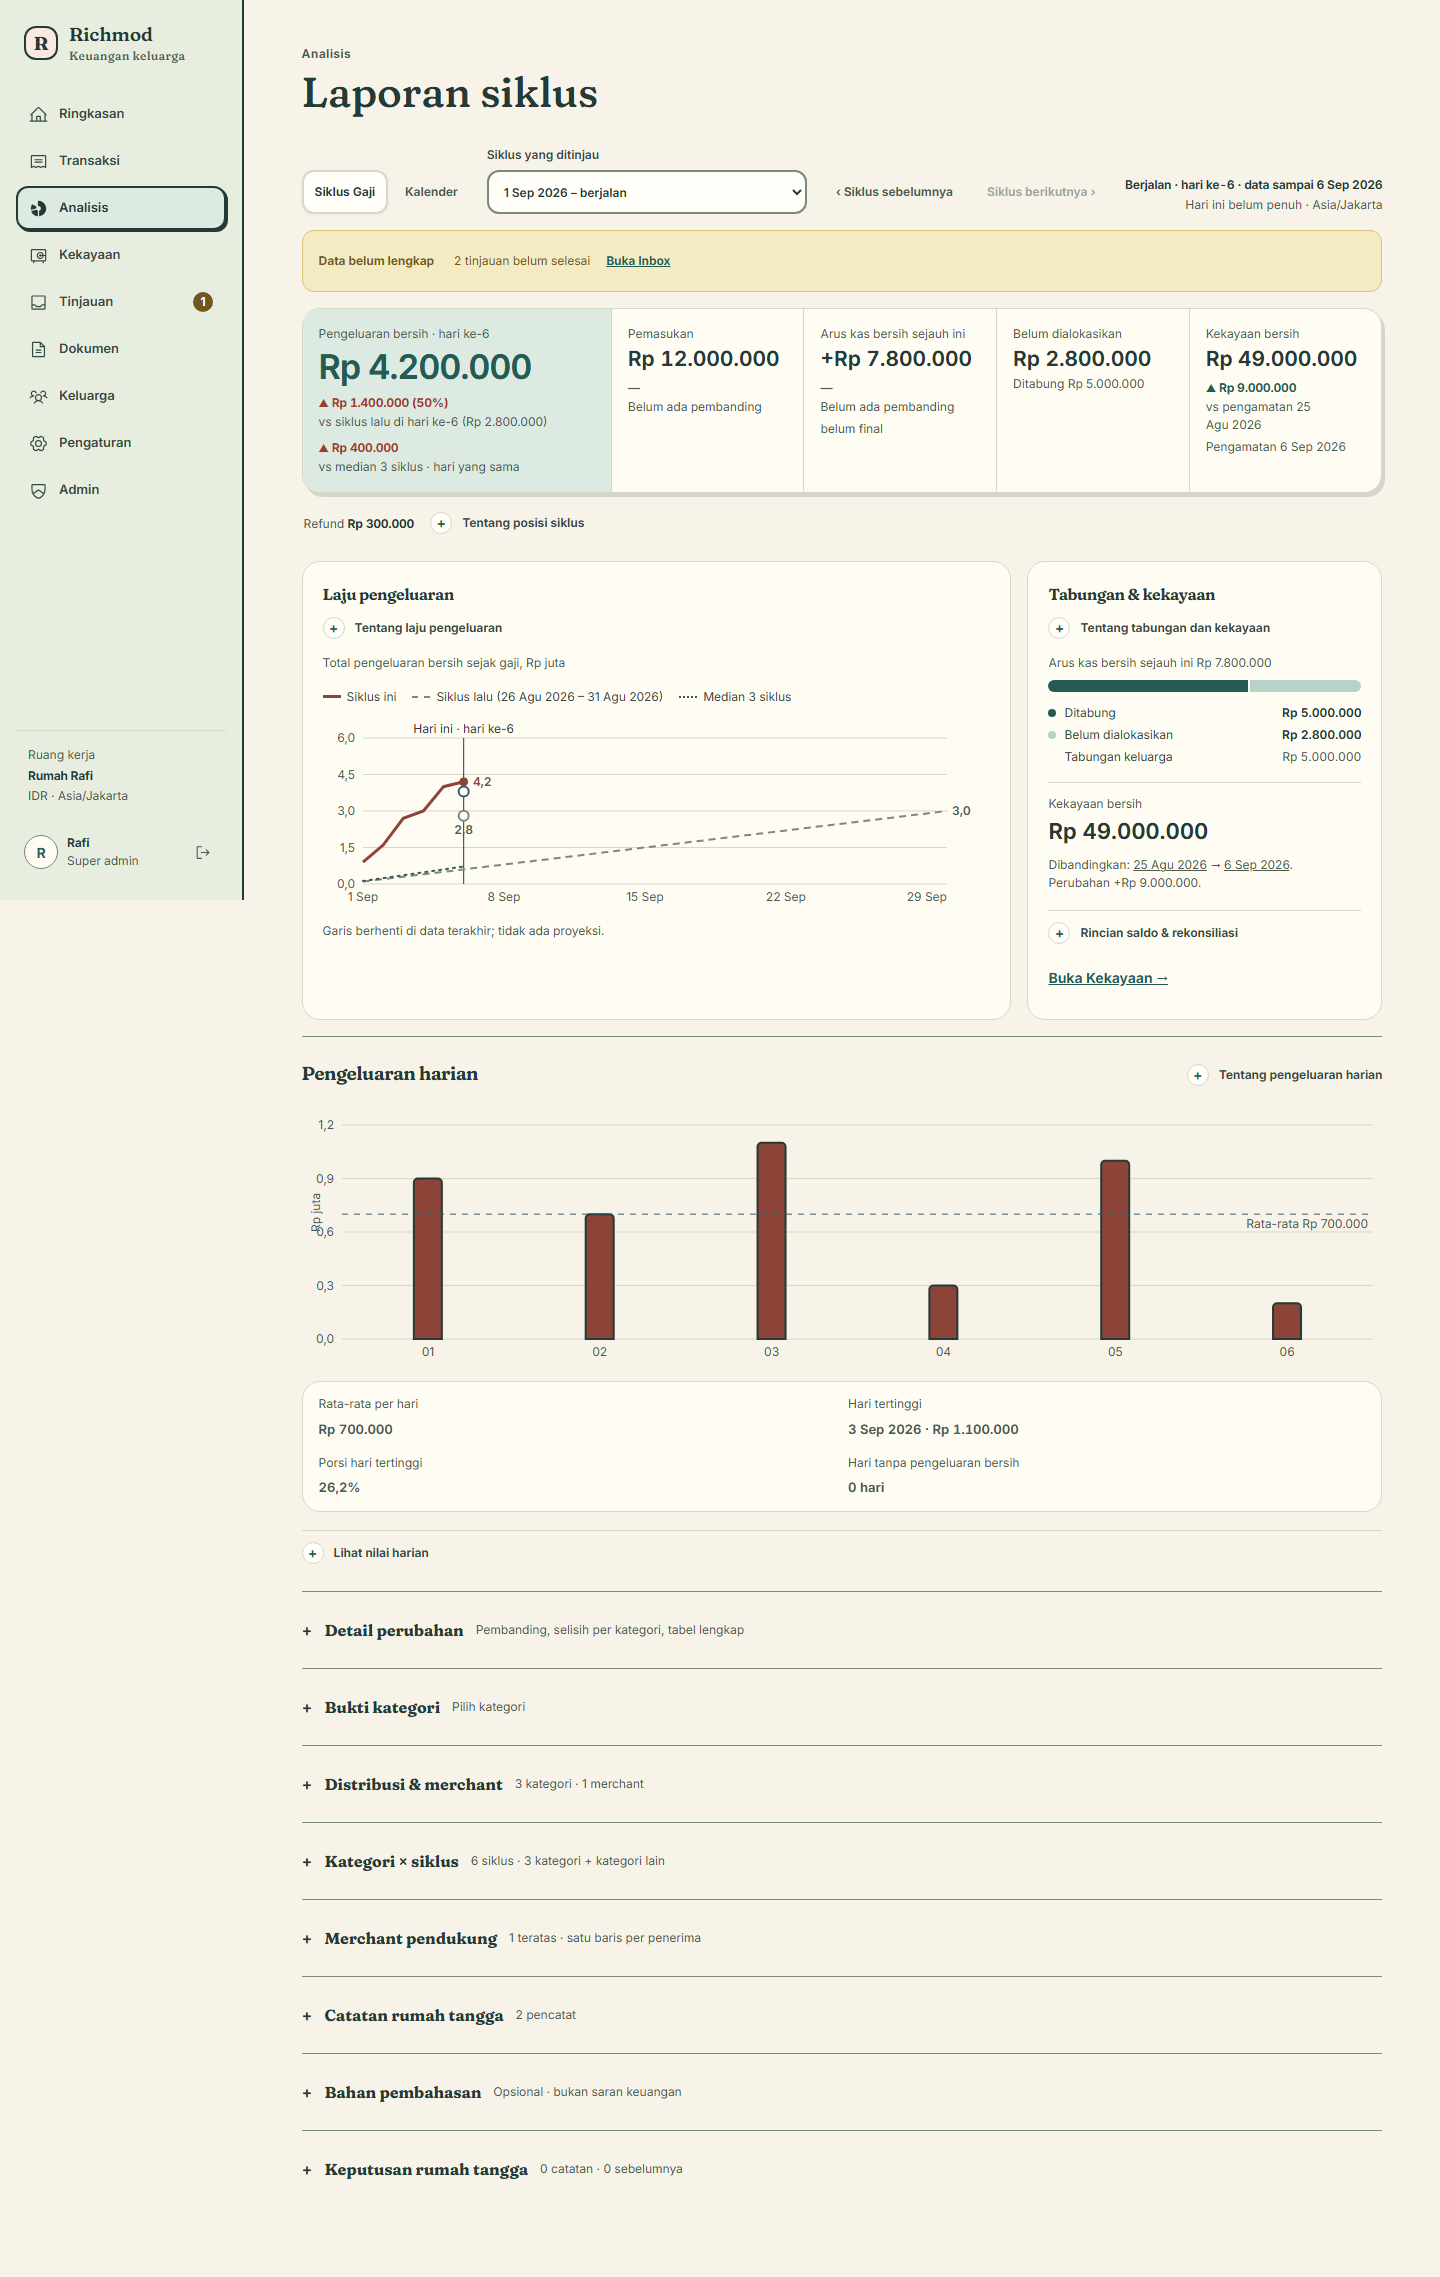 R
Richmod
Keuangan keluarga
Ringkasan
Transaksi
Analisis
Kekayaan
Tinjauan
1
Dokumen
Keluarga
Pengaturan
Admin
Ruang kerja
Rumah Rafi
IDR · Asia/Jakarta
R
Rafi
Super admin
Analisis
Laporan siklus
Siklus yang ditinjau
Siklus Gaji
Kalender
1 Sep 2026 – berjalan
‹ Siklus sebelumnya
Siklus berikutnya ›
Berjalan · hari ke-6 · data sampai 6 Sep 2026
Hari ini belum penuh · Asia/Jakarta
Data belum lengkap
2 tinjauan belum selesai
Buka Inbox
Pengeluaran bersih · hari ke-6
Rp 4.200.000
▲ Rp 1.400.000 (50%)
vs siklus lalu di hari ke-6 (Rp 2.800.000)
▲ Rp 400.000
vs median 3 siklus · hari yang sama
Pemasukan
Rp 12.000.000
—
Belum ada pembanding
Arus kas bersih sejauh ini
+Rp 7.800.000
—
Belum ada pembanding
belum final
Belum dialokasikan
Rp 2.800.000
Ditabung Rp 5.000.000
Kekayaan bersih
Rp 49.000.000
▲ Rp 9.000.000
vs pengamatan 25
Agu 2026
Pengamatan 6 Sep 2026
Refund Rp 300.000
+ Tentang posisi siklus
Laju pengeluaran
+ Tentang laju pengeluaran
Total pengeluaran bersih sejak gaji, Rp juta
Siklus ini
Siklus lalu (26 Agu 2026 – 31 Agu 2026)
Median 3 siklus
Hari ini · hari ke-6
6,0
4,5
3,0
1,5
0,0
4,2
2,8
3,0
1 Sep
8 Sep
15 Sep
22 Sep
29 Sep
Garis berhenti di data terakhir; tidak ada proyeksi.
Tabungan & kekayaan
+ Tentang tabungan dan kekayaan
Arus kas bersih sejauh ini Rp 7.800.000
Ditabung Rp 5.000.000
Belum dialokasikan Rp 2.800.000
Tabungan keluarga Rp 5.000.000
Kekayaan bersih
Rp 49.000.000
Dibandingkan: 25 Agu 2026 → 6 Sep 2026.
Perubahan +Rp 9.000.000.
+ Rincian saldo & rekonsiliasi
Buka Kekayaan →
Pengeluaran harian
+ Tentang pengeluaran harian
Rp juta
1,2
0,9
0,6
0,3
0,0
Rata-rata Rp 700.000
01
02
03
04
05
06
Rata-rata per hari
Rp 700.000
Hari tertinggi
3 Sep 2026 · Rp 1.100.000
Porsi hari tertinggi
26,2%
Hari tanpa pengeluaran bersih
0 hari
+ Lihat nilai harian
+ Detail perubahan Pembanding, selisih per kategori, tabel lengkap
+ Bukti kategori Pilih kategori
+ Distribusi & merchant 3 kategori · 1 merchant
+ Kategori × siklus 6 siklus · 3 kategori + kategori lain
+ Merchant pendukung 1 teratas · satu baris per penerima
+ Catatan rumah tangga 2 pencatat
+ Bahan pembahasan Opsional · bukan saran keuangan
+ Keputusan rumah tangga 0 catatan · 0 sebelumnya